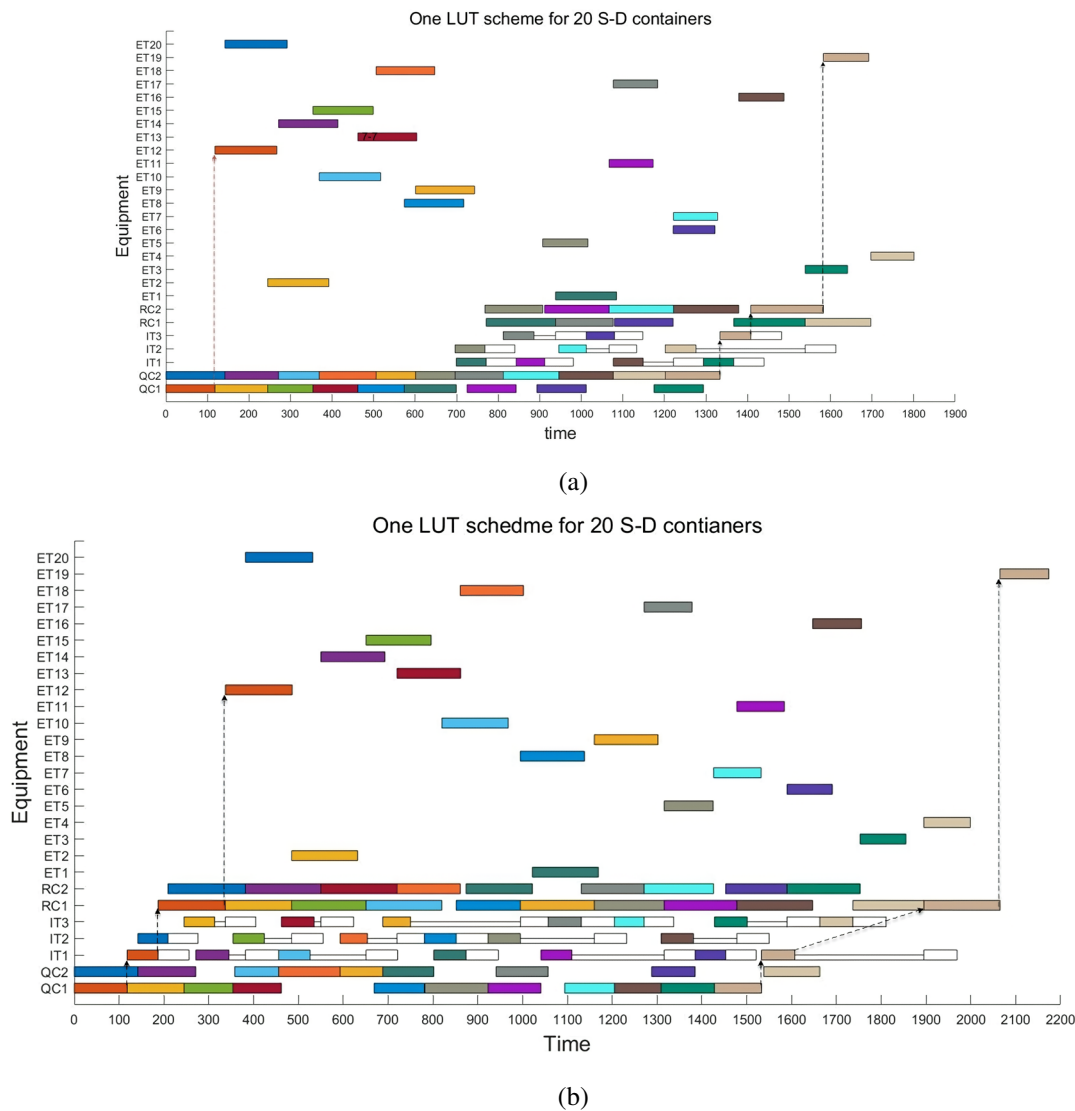 One LUT scheme for 20 S-D containers
ET20
ET19
ET18
ET17
ET16
ET15
ET14
ET13
7-7
ET12
ET11
ET10
ET9
ET8
ET7
ET6
ET5
ET4
ET3
ET2
ET1
RC2
RC1
IT3
IT2
IT1
QC2
QC1
Equipment
0 100 200 300 400 500 600 700 800 900 1000 1100 1200 1300 1400 1500 1600 1700 1800 1900
time
(a)
One LUT schedme for 20 S-D contianers
ET20
ET19
ET18
ET17
ET16
ET15
ET14
ET13
ET12
ET11
ET10
ET9
ET8
ET7
ET6
ET5
ET4
ET3
ET2
ET1
RC2
RC1
IT3
IT2
IT1
QC2
QC1
Equipment
0 100 200 300 400 500 600 700 800 900 1000 1100 1200 1300 1400 1500 1600 1700 1800 1900 2000 2100 2200
Time
(b)